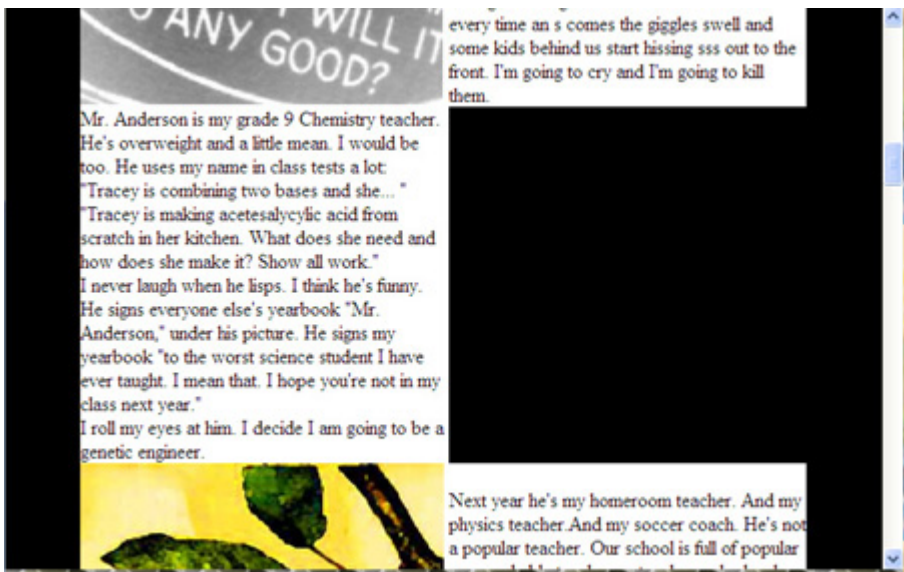 WILL IT
O ANY GOOD?
Mr. Anderson is my grade 9 Chemistry teacher.
He's overweight and a little mean. I would be
too. He uses my name in class tests a lot:
"Tracey is combining two bases and she... "
"Tracey is making acetesalycylic acid from
scratch in her kitchen. What does she need and
how does she make it? Show all work."
I never laugh when he lisps. I think he's funny.
He signs everyone else's yearbook "Mr.
Anderson," under his picture. He signs my
yearbook "to the worst science student I have
ever taught. I mean that. I hope you're not in my
class next year."
I roll my eyes at him. I decide I am going to be a
genetic engineer.
every time an s comes the giggles swell and
some kids behind us start hissing sss out to the
front. I'm going to cry and I'm going to kill
them.
Next year he's my homeroom teacher. And my
physics teacher.And my soccer coach. He's not
a popular teacher. Our school is full of popular